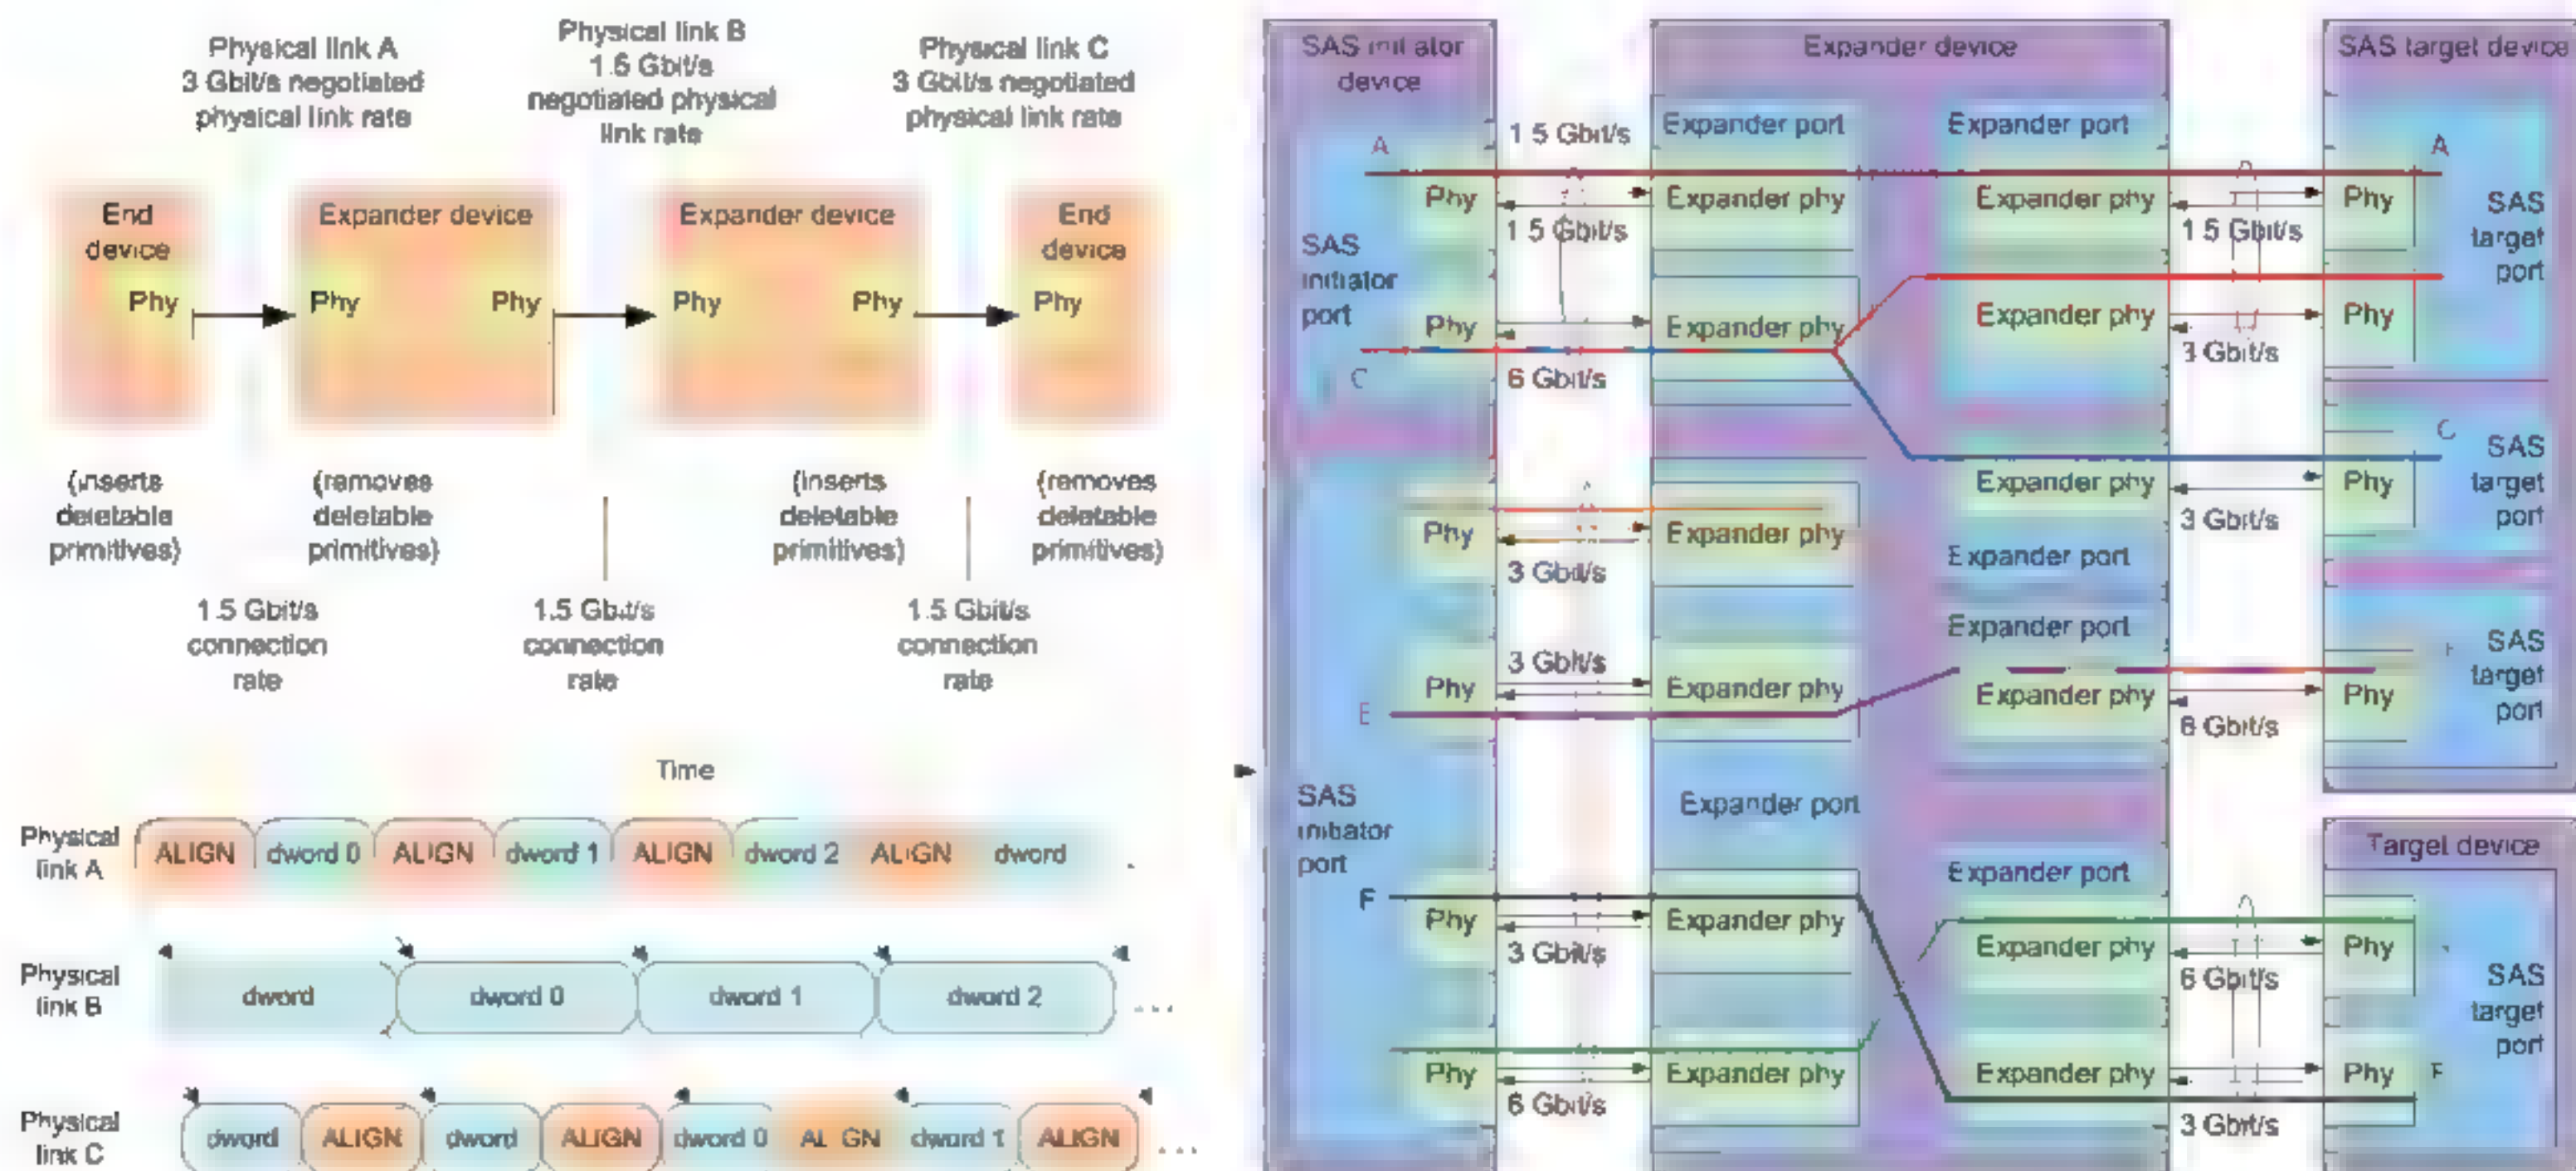 Physical link A
3 Gbit/s negotiated
physical link rate
Physical link B
1.5 Gbit/s
negotiated physical
link rate
Physical link C
3 Gbit/s negotiated
physical link rate
End
device
Expander device
Expander device
End
device
Phy
Phy
Phy
Phy
Phy
Phy
(inserts
deletable
primitives)
(removes
deletable
primitives)
(inserts
deletable
primitives)
(removes
deletable
primitives)
1.5 Gbit/s
connection
rate
1.5 Gbit/s
connection
rate
1.5 Gbit/s
connection
rate
Time
Physical
link A
ALIGN dword 0 ALIGN dword 1 ALIGN dword 2 ALIGN dword
Physical
link B
dword dword 0 dword 1 dword 2 ...
Physical
link C
dword ALIGN dword ALIGN dword 0 ALIGN dword 1 ALIGN ...
SAS initiator
device
Expander device
SAS target device
Expander port
Expander port
A
1.5 Gbit/s
A
Phy
Expander phy
Expander phy
Phy
1.5 Gbit/s
1.5 Gbit/s
SAS
initiator
port
SAS
target
port
Phy
Expander phy
Expander phy
Phy
C
6 Gbit/s
3 Gbit/s
C
Expander phy
Phy
SAS
target
port
3 Gbit/s
Phy
Expander phy
3 Gbit/s
Expander port
Expander port
3 Gbit/s
Phy
Expander phy
Expander phy
Phy
SAS
target
port
E
6 Gbit/s
SAS
initiator
port
Expander port
Target device
Expander port
F
Phy
Expander phy
3 Gbit/s
Expander phy
Phy
6 Gbit/s
SAS
target
port
Phy
Expander phy
6 Gbit/s
Expander phy
Phy
F
3 Gbit/s